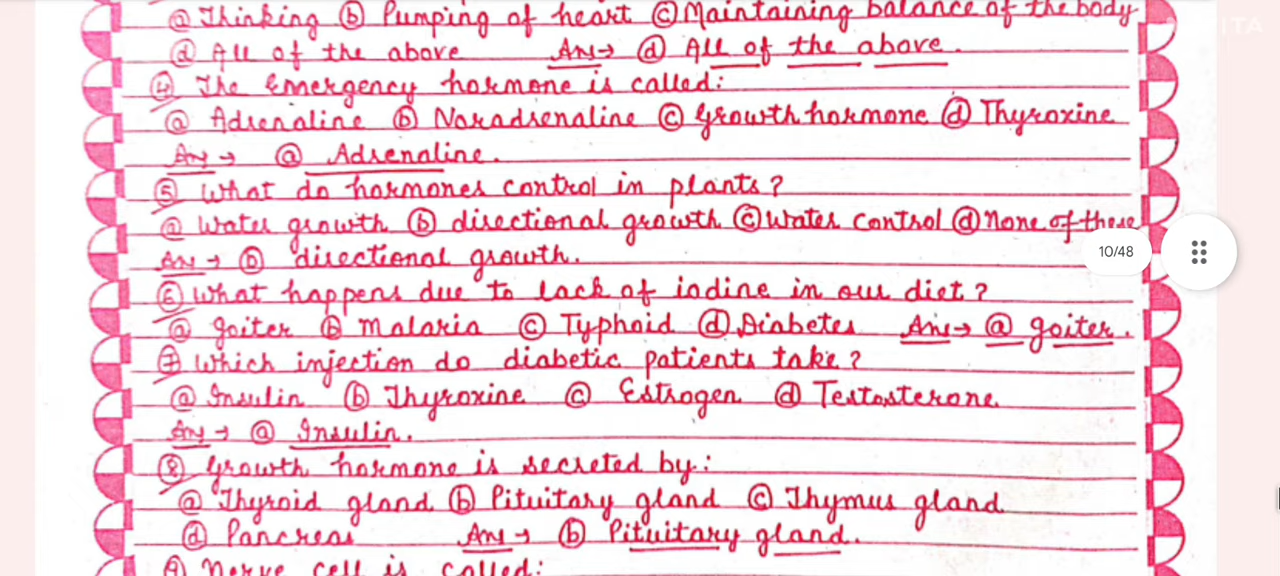 ⓐ Thinking ⓑ Pumping of heart ⓒ Maintaining balance of the body
ⓓ All of the above Ans→ ⓓ All of the above.
④ The Emergency hormone is called:
ⓐ Adrenaline ⓑ Noradrenaline ⓒ Growth hormone ⓓ Thyroxine
Ans→ ⓐ Adrenaline.
⑤ What do hormones control in plants?
ⓐ Water growth ⓑ directional growth ⓒ Water control ⓓ None of these
Ans→ ⓑ directional growth.
10/48
⑥ What happens due to lack of iodine in our diet?
ⓐ goiter ⓑ Malaria ⓒ Typhoid ⓓ Diabetes Ans→ ⓐ goiter.
⑦ Which injection do diabetic patients take?
ⓐ Insulin ⓑ Thyroxine ⓒ Estrogen ⓓ Testosterone
Ans→ ⓐ Insulin.
⑧ Growth hormone is secreted by:
ⓐ Thyroid gland ⓑ Pituitary gland ⓒ Thymus gland
ⓓ Pancreas Ans→ ⓑ Pituitary gland.
⑨ Nerve cell is called: